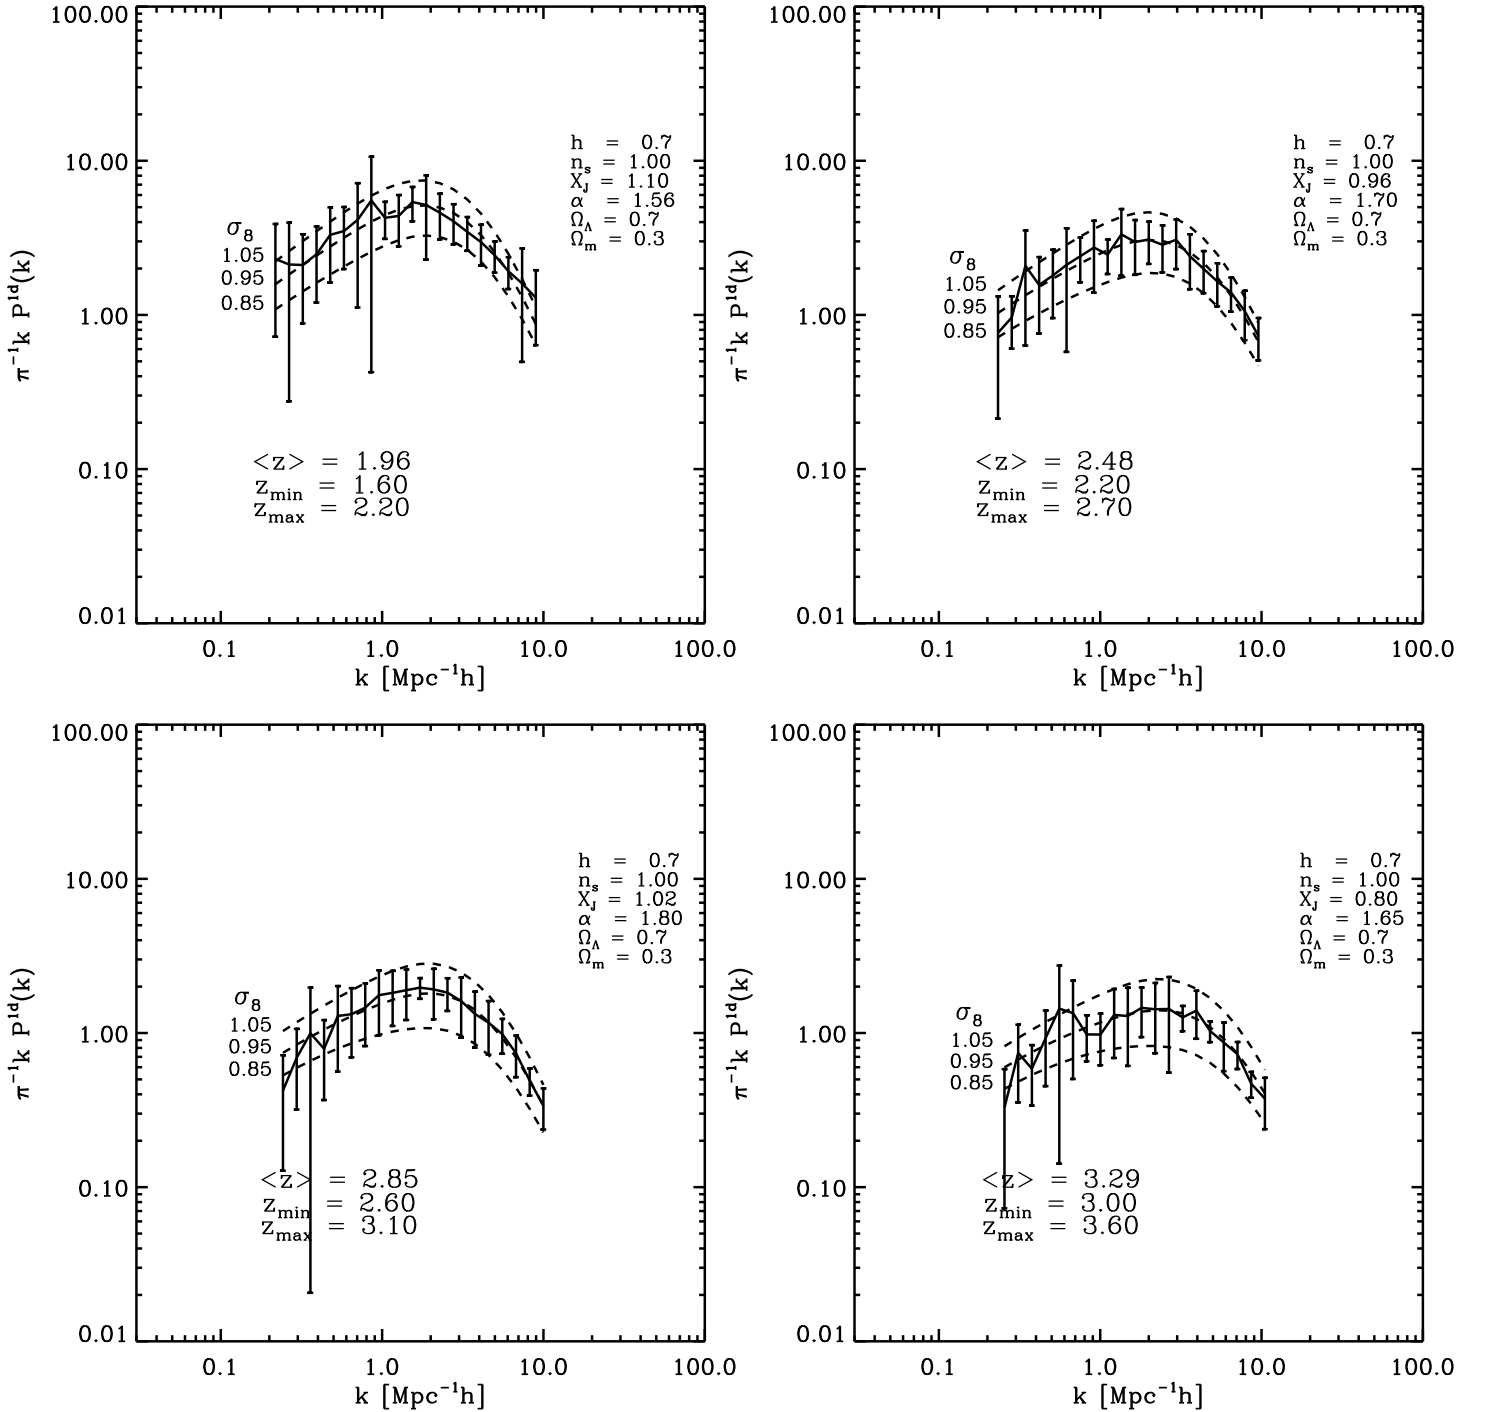 100.00
10.00
1.00
0.10
0.01
π⁻¹k P¹ᵈ(k)
h = 0.7
nₛ = 1.00
X_J = 1.10
α = 1.56
Ω_Λ = 0.7
Ω_m = 0.3
σ₈
1.05
0.95
0.85
<z> = 1.96
z_min = 1.60
z_max = 2.20
0.1 1.0 10.0 100.0
k [Mpc⁻¹h]
100.00
10.00
1.00
0.10
0.01
π⁻¹k P¹ᵈ(k)
h = 0.7
nₛ = 1.00
X_J = 0.96
α = 1.70
Ω_Λ = 0.7
Ω_m = 0.3
σ₈
1.05
0.95
0.85
<z> = 2.48
z_min = 2.20
z_max = 2.70
0.1 1.0 10.0 100.0
k [Mpc⁻¹h]
100.00
10.00
1.00
0.10
0.01
π⁻¹k P¹ᵈ(k)
h = 0.7
nₛ = 1.00
X_J = 1.02
α = 1.80
Ω_Λ = 0.7
Ω_m = 0.3
σ₈
1.05
0.95
0.85
<z> = 2.85
z_min = 2.60
z_max = 3.10
0.1 1.0 10.0 100.0
k [Mpc⁻¹h]
100.00
10.00
1.00
0.10
0.01
π⁻¹k P¹ᵈ(k)
h = 0.7
nₛ = 1.00
X_J = 0.80
α = 1.65
Ω_Λ = 0.7
Ω_m = 0.3
σ₈
1.05
0.95
0.85
<z> = 3.29
z_min = 3.00
z_max = 3.60
0.1 1.0 10.0 100.0
k [Mpc⁻¹h]